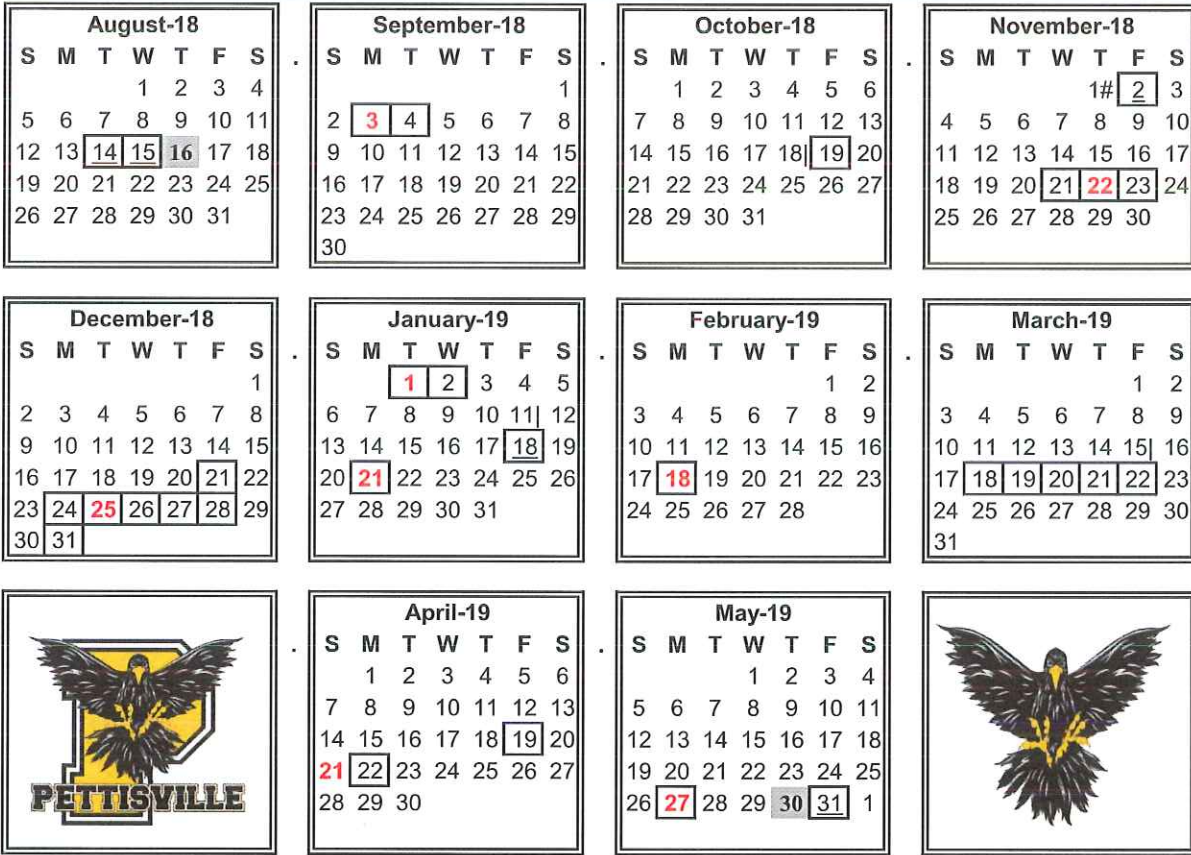 August-18
S M T W T F S .
1 2 3 4
5 6 7 8 9 10 11
12 13 14 15 16 17 18
19 20 21 22 23 24 25
26 27 28 29 30 31
September-18
S M T W T F S .
1
2 3 4 5 6 7 8
9 10 11 12 13 14 15
16 17 18 19 20 21 22
23 24 25 26 27 28 29
30
October-18
S M T W T F S .
1 2 3 4 5 6
7 8 9 10 11 12 13
14 15 16 17 18| 19 20
21 22 23 24 25 26 27
28 29 30 31
November-18
S M T W T F S
1# 2 3
4 5 6 7 8 9 10
11 12 13 14 15 16 17
18 19 20 21 22 23 24
25 26 27 28 29 30
December-18
S M T W T F S .
1
2 3 4 5 6 7 8
9 10 11 12 13 14 15
16 17 18 19 20 21 22
23 24 25 26 27 28 29
30 31
January-19
S M T W T F S .
1 2 3 4 5
6 7 8 9 10 11| 12
13 14 15 16 17 18 19
20 21 22 23 24 25 26
27 28 29 30 31
February-19
S M T W T F S .
1 2
3 4 5 6 7 8 9
10 11 12 13 14 15 16
17 18 19 20 21 22 23
24 25 26 27 28
March-19
S M T W T F S
1 2
3 4 5 6 7 8 9
10 11 12 13 14 15| 16
17 18 19 20 21 22 23
24 25 26 27 28 29 30
31
P
PETTISVILLE
.
April-19
S M T W T F S .
1 2 3 4 5 6
7 8 9 10 11 12 13
14 15 16 17 18 19 20
21 22 23 24 25 26 27
28 29 30
May-19
S M T W T F S
1 2 3 4
5 6 7 8 9 10 11
12 13 14 15 16 17 18
19 20 21 22 23 24 25
26 27 28 29 30 31 1